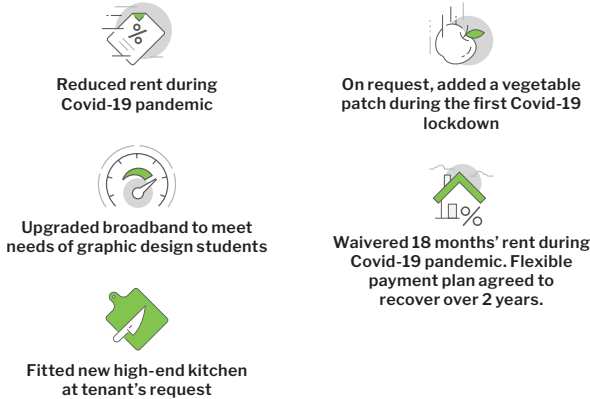 Reduced rent during
Covid-19 pandemic
Upgraded broadband to meet
needs of graphic design students
Fitted new high-end kitchen
at tenant's request
On request, added a vegetable
patch during the first Covid-19
lockdown
Waivered 18 months' rent during
Covid-19 pandemic. Flexible
payment plan agreed to
recover over 2 years.